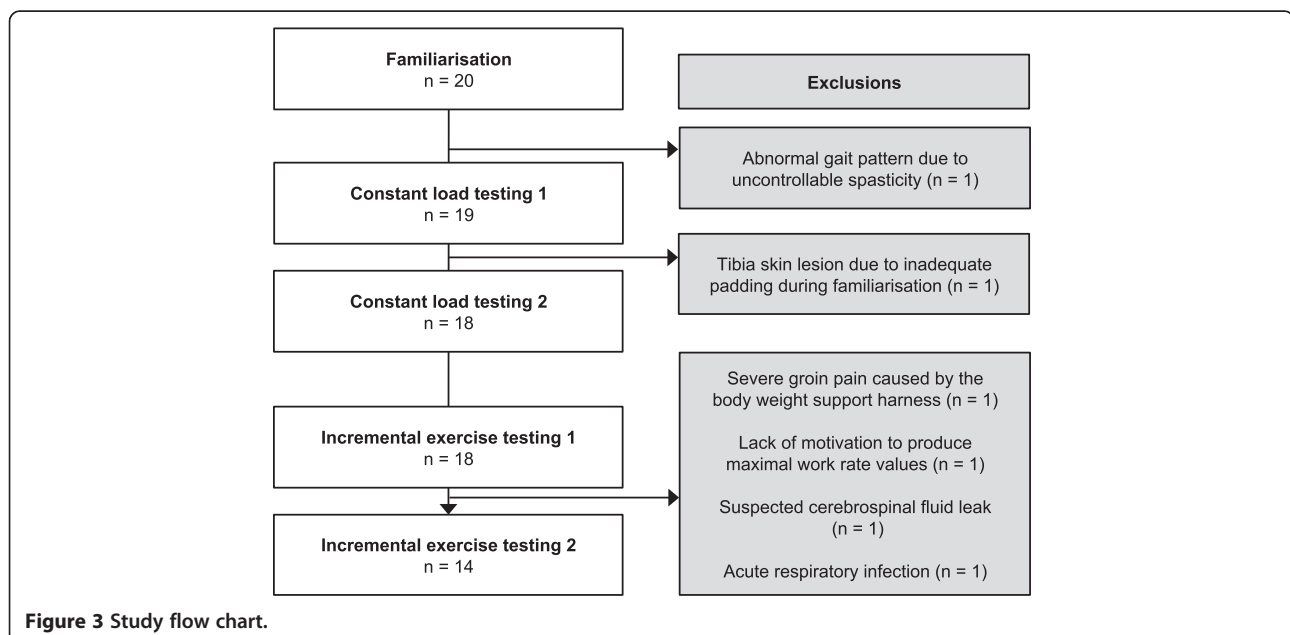 Familiarisation
n = 20
Exclusions
Abnormal gait pattern due to
uncontrollable spasticity (n = 1)
Constant load testing 1
n = 19
Tibia skin lesion due to inadequate
padding during familiarisation (n = 1)
Constant load testing 2
n = 18
Severe groin pain caused by the
body weight support harness (n = 1)
Lack of motivation to produce
maximal work rate values (n = 1)
Suspected cerebrospinal fluid leak
(n = 1)
Acute respiratory infection (n = 1)
Incremental exercise testing 1
n = 18
Incremental exercise testing 2
n = 14
Figure 3 Study flow chart.